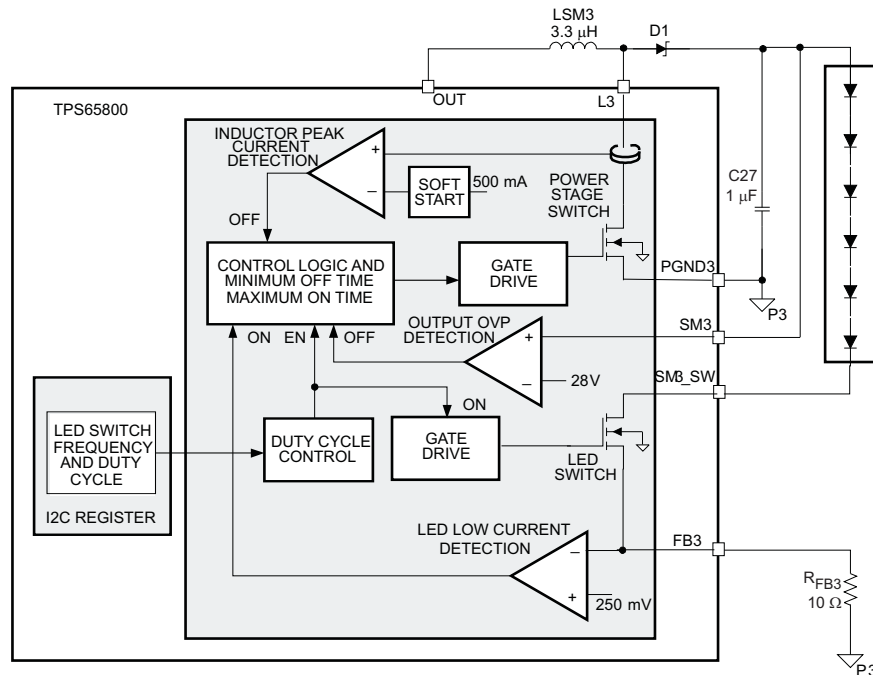 LSM3
3.3 μH
D1
OUT
L3
TPS65800
INDUCTOR PEAK
CURRENT
DETECTION
+
–
SOFT
START
500 mA
POWER
STAGE
SWITCH
C27
1 μF
OFF
CONTROL LOGIC AND
MINIMUM OFF TIME
MAXIMUM ON TIME
GATE
DRIVE
PGND3
P3
ON
EN
OFF
OUTPUT OVP
DETECTION
+
–
28V
SM3
SM3_SW
ON
LED SWITCH
FREQUENCY
AND DUTY
CYCLE
I2C REGISTER
DUTY CYCLE
CONTROL
GATE
DRIVE
LED
SWITCH
LED LOW CURRENT
DETECTION
–
+
250 mV
FB3
RFB3
10 Ω
P3